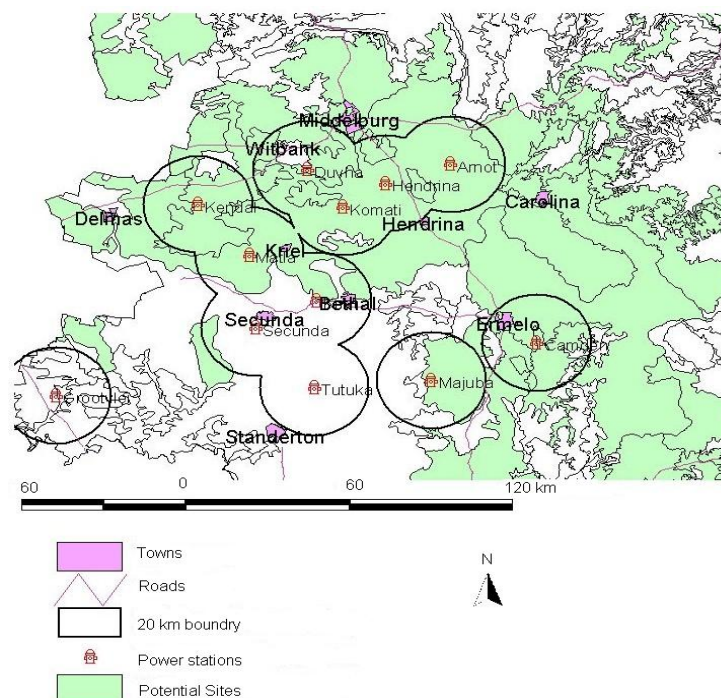 Middelburg
Witbank
Duvha
Arnot
Hendrina
Kendal
Komati
Carolina
Delmas
Hendrina
Kriel
Matla
Bethal
Secunda
Secunda
Ermelo
Camden
Majuba
Tutuka
Grootvlei
Standerton
60 0 60 120 km
Towns
Roads
20 km boundry
Power stations
Potential Sites
N